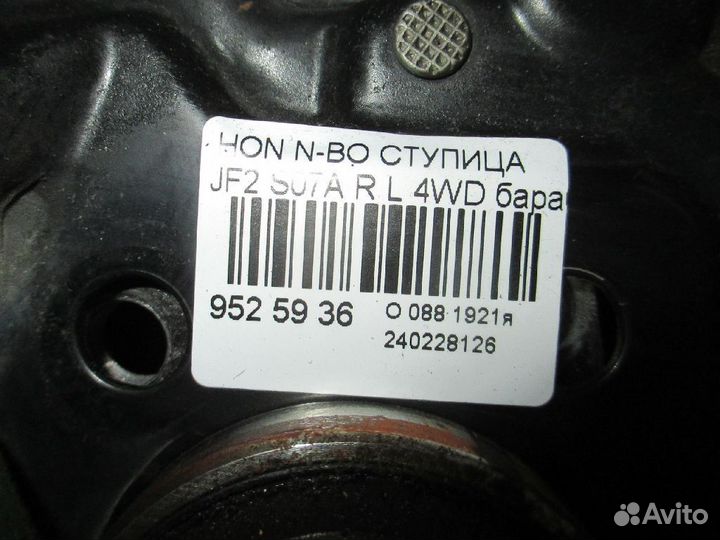 HON N-BO СТУПИЦА
JF2 S07A R L 4WD бара
952 59 36
О 088 1921я
240228126
Avito